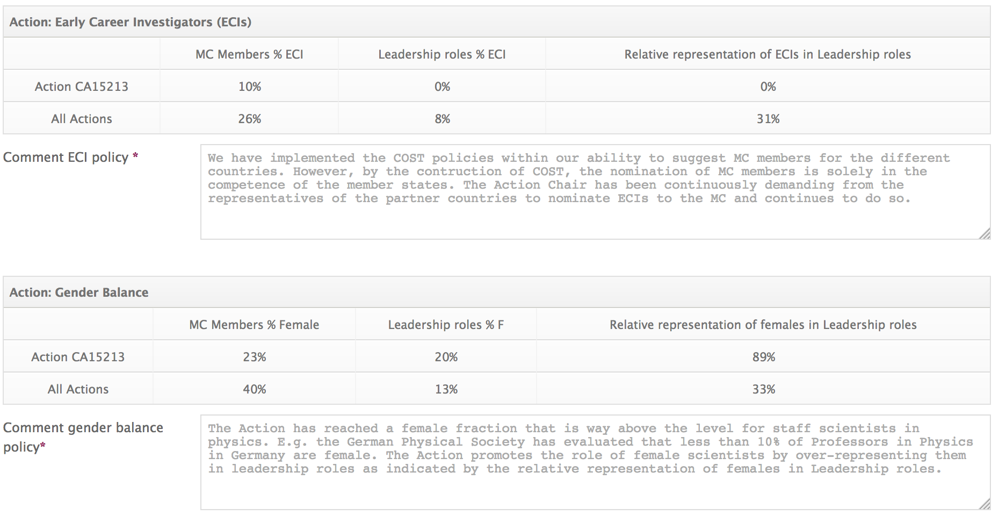 Action: Early Career Investigators (ECIs)
MC Members % ECI Leadership roles % ECI Relative representation of ECIs in Leadership roles
Action CA15213 10% 0% 0%
All Actions 26% 8% 31%
Comment ECI policy *
We have implemented the COST policies within our ability to suggest MC members for the different
countries. However, by the contruction of COST, the nomination of MC members is solely in the
competence of the member states. The Action Chair has been continuously demanding from the
representatives of the partner countries to nominate ECIs to the MC and continues to do so.
Action: Gender Balance
MC Members % Female Leadership roles % F Relative representation of females in Leadership roles
Action CA15213 23% 20% 89%
All Actions 40% 13% 33%
Comment gender balance
policy*
The Action has reached a female fraction that is way above the level for staff scientists in
physics. E.g. the German Physical Society has evaluated that less than 10% of Professors in Physics
in Germany are female. The Action promotes the role of female scientists by over-representing them
in leadership roles as indicated by the relative representation of females in Leadership roles.